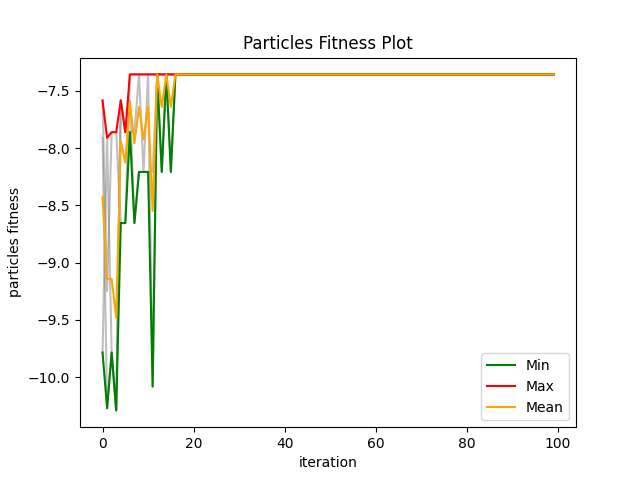 Particles Fitness Plot
particles fitness
−7.5
−8.0
−8.5
−9.0
−9.5
−10.0
0 20 40 60 80 100
iteration
Min
Max
Mean